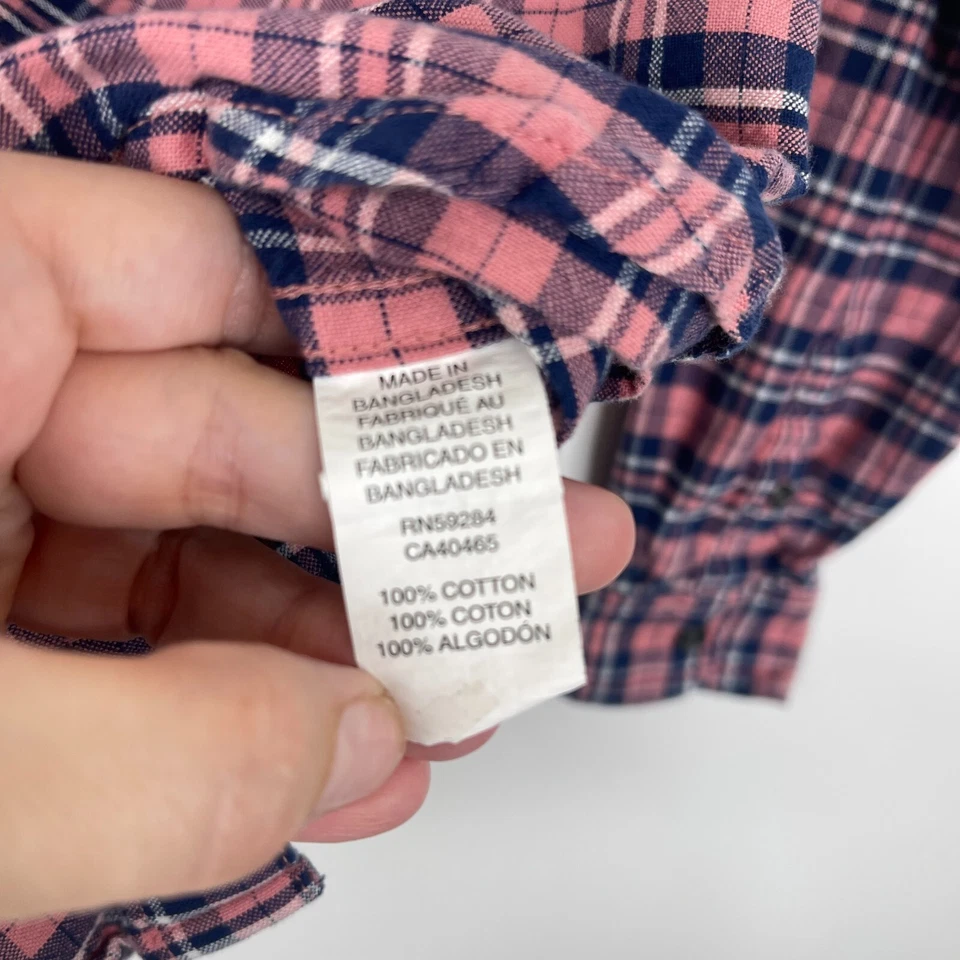 MADE IN
BANGLADESH
FABRIQUÉ AU
BANGLADESH
FABRICADO EN
BANGLADESH
RN59284
CA40465
100% COTTON
100% COTON
100% ALGODÓN